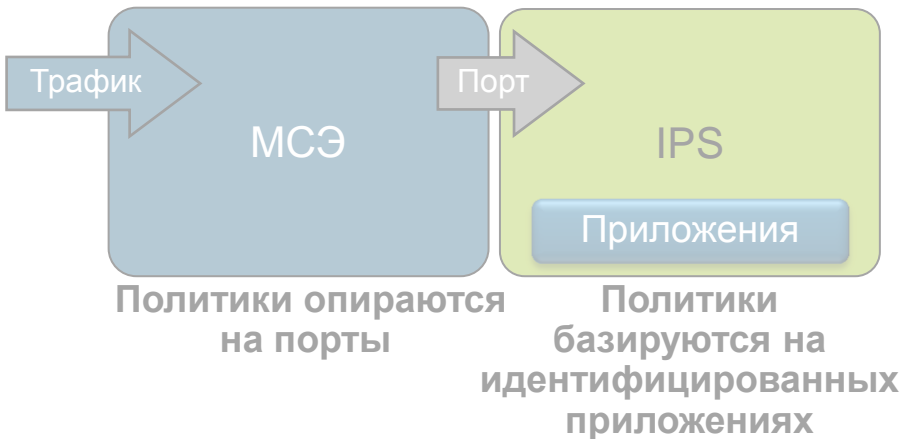 Трафик
МСЭ
Порт
IPS
Приложения
Политики опираются
на порты
Политики
базируются на
идентифицированных
приложениях